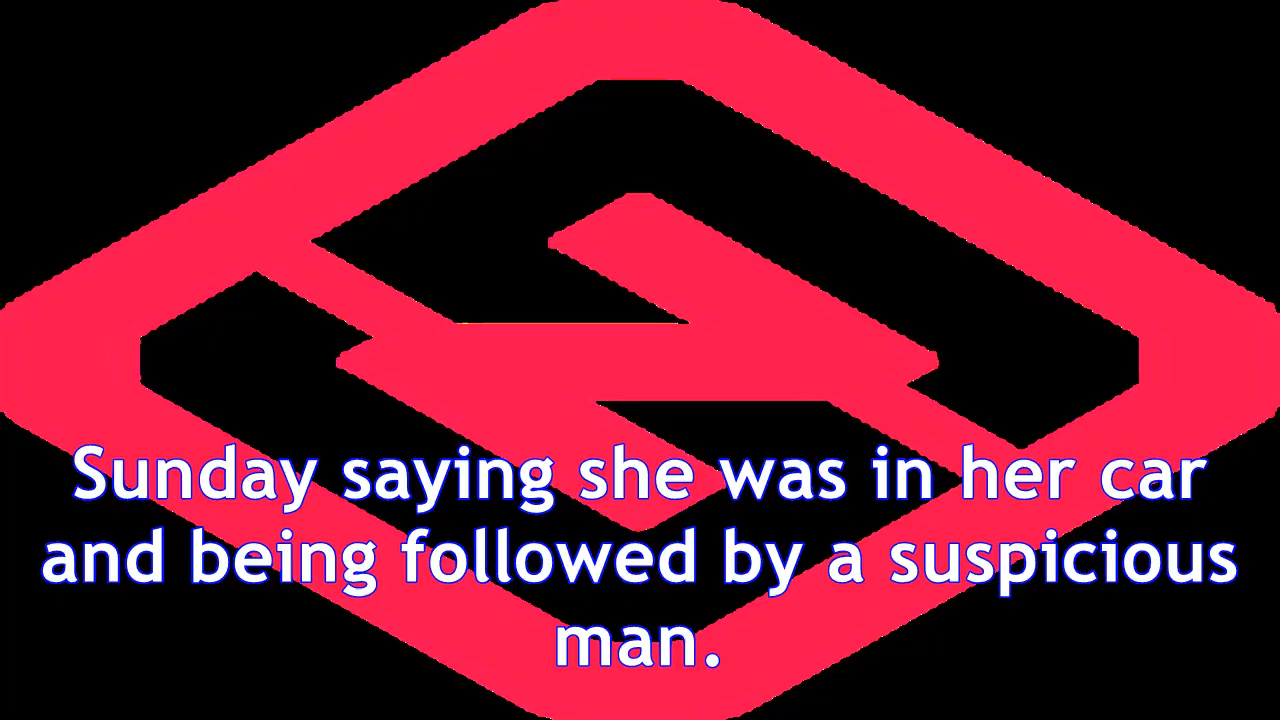 Sunday saying she was in her car
and being followed by a suspicious
man.